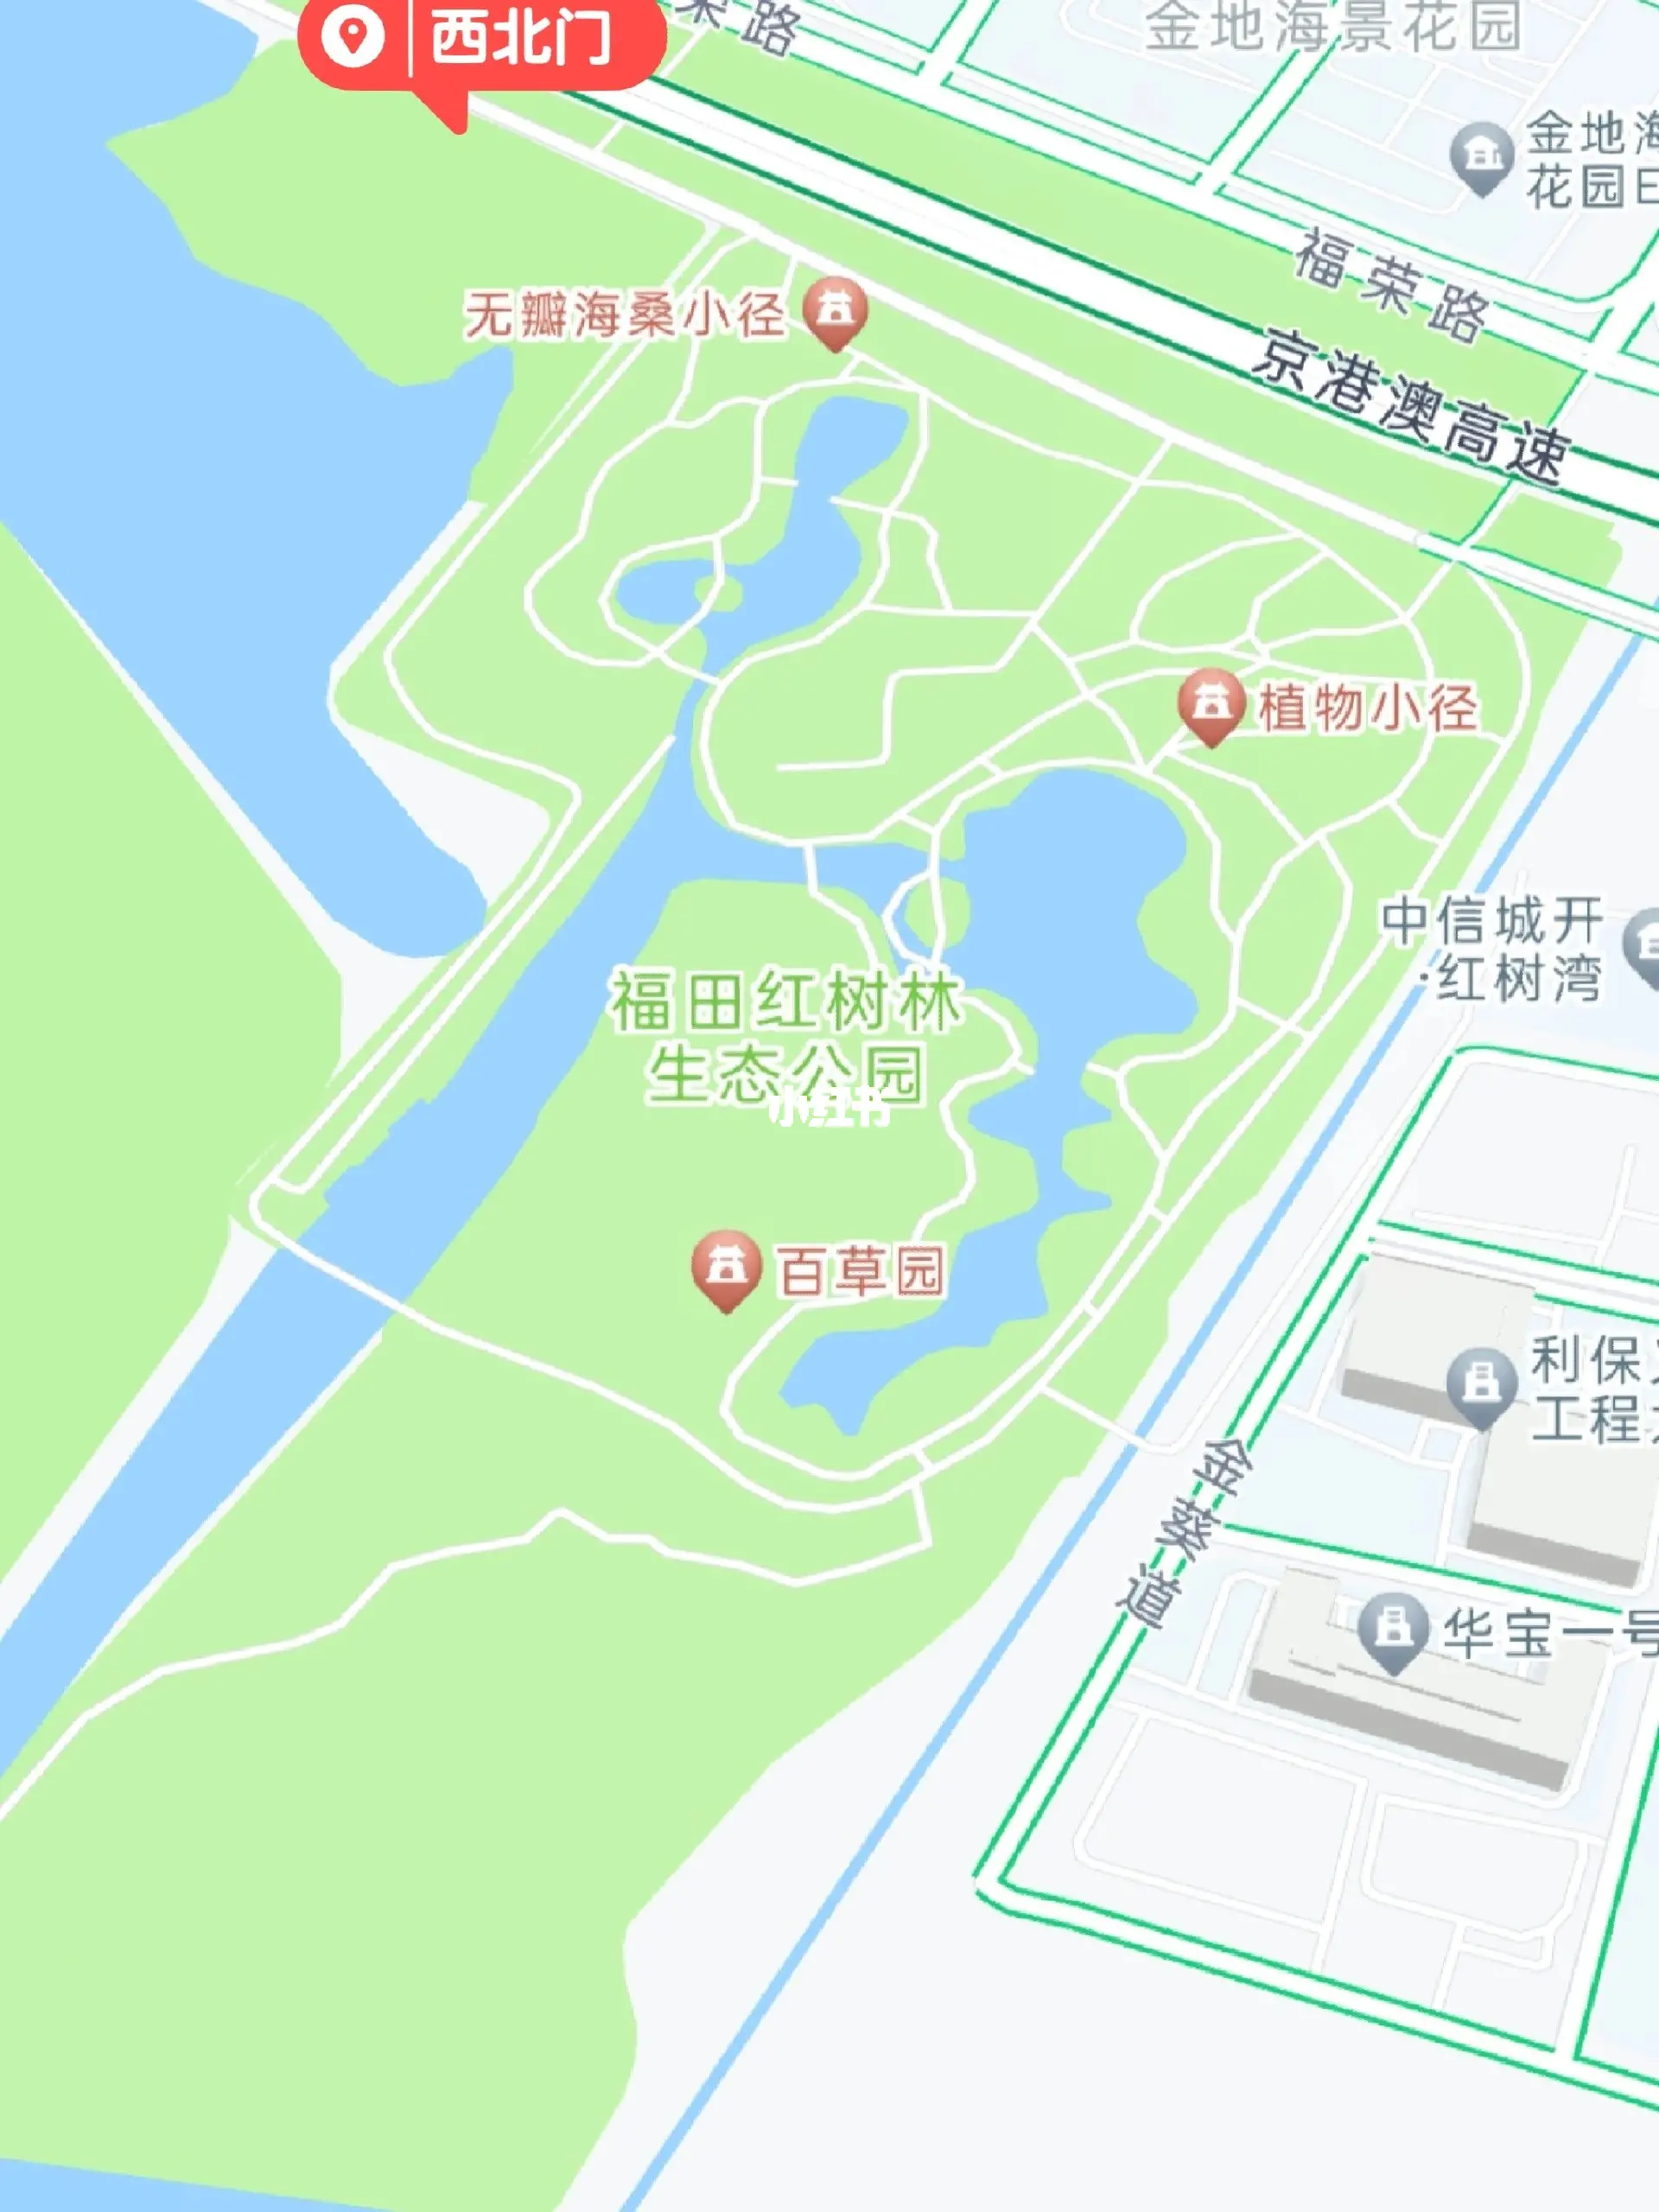 西北门
荣路
金地海景花园
金地海
花园
福荣路
京港澳高速
无瓣海桑小径
植物小径
中信城开
·红树湾
福田红树林
生态公园
小红书
百草园
利保
工程
金葵道
华宝一号